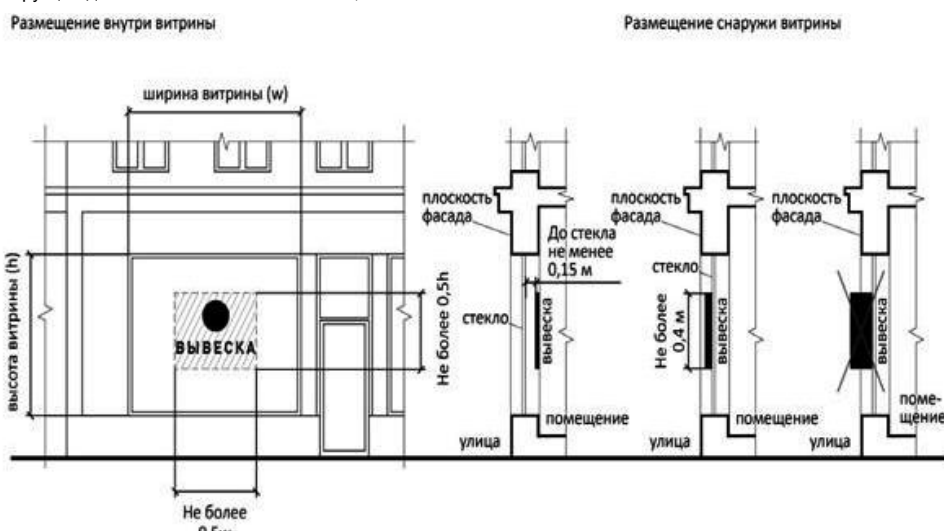 Размещение внутри витрины
Размещение снаружи витрины
ширина витрины (w)
высота витрины (h)
ВЫВЕСКА
Не более 0,5h
Не более
плоскость
фасада
До стекла
не менее
0,15 м
стекло
вывеска
помещение
улица
плоскость
фасада
стекло
Не более
0,4 м
вывеска
помещение
улица
плоскость
фасада
вывеска
поме-
щение
улица